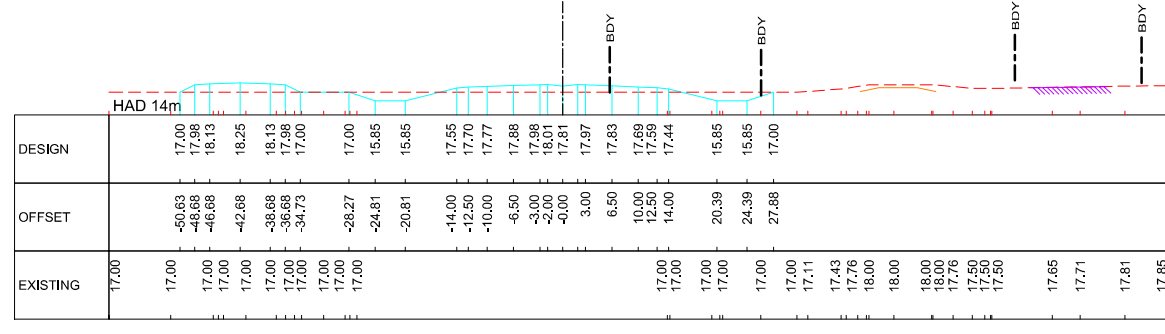 BDY BDY BDY BDY
HAD 14m
DESIGN 17.00 17.98 18.13 18.25 18.13 17.98 17.00 17.00 15.85 15.85 17.55 17.70 17.77 17.88 17.98 18.01 17.81 17.97 17.83 17.69 17.59 17.44 15.85 15.85 17.00
OFFSET -50.63 -48.68 -46.68 -42.68 -38.68 -36.68 -34.73 -28.27 -24.81 -20.81 -14.00 -12.50 -10.00 -6.50 -3.00 -2.00 -0.00 3.00 6.50 10.00 12.50 14.00 20.39 24.39 27.88
EXISTING 17.00 17.00 17.00 17.00 17.00 17.00 17.00 17.00 17.00 17.00 17.00 17.00 17.00 17.00 17.00 17.00 17.11 17.43 17.76 18.00 18.00 18.00 18.00 17.76 17.50 17.50 17.50 17.65 17.71 17.81 17.85